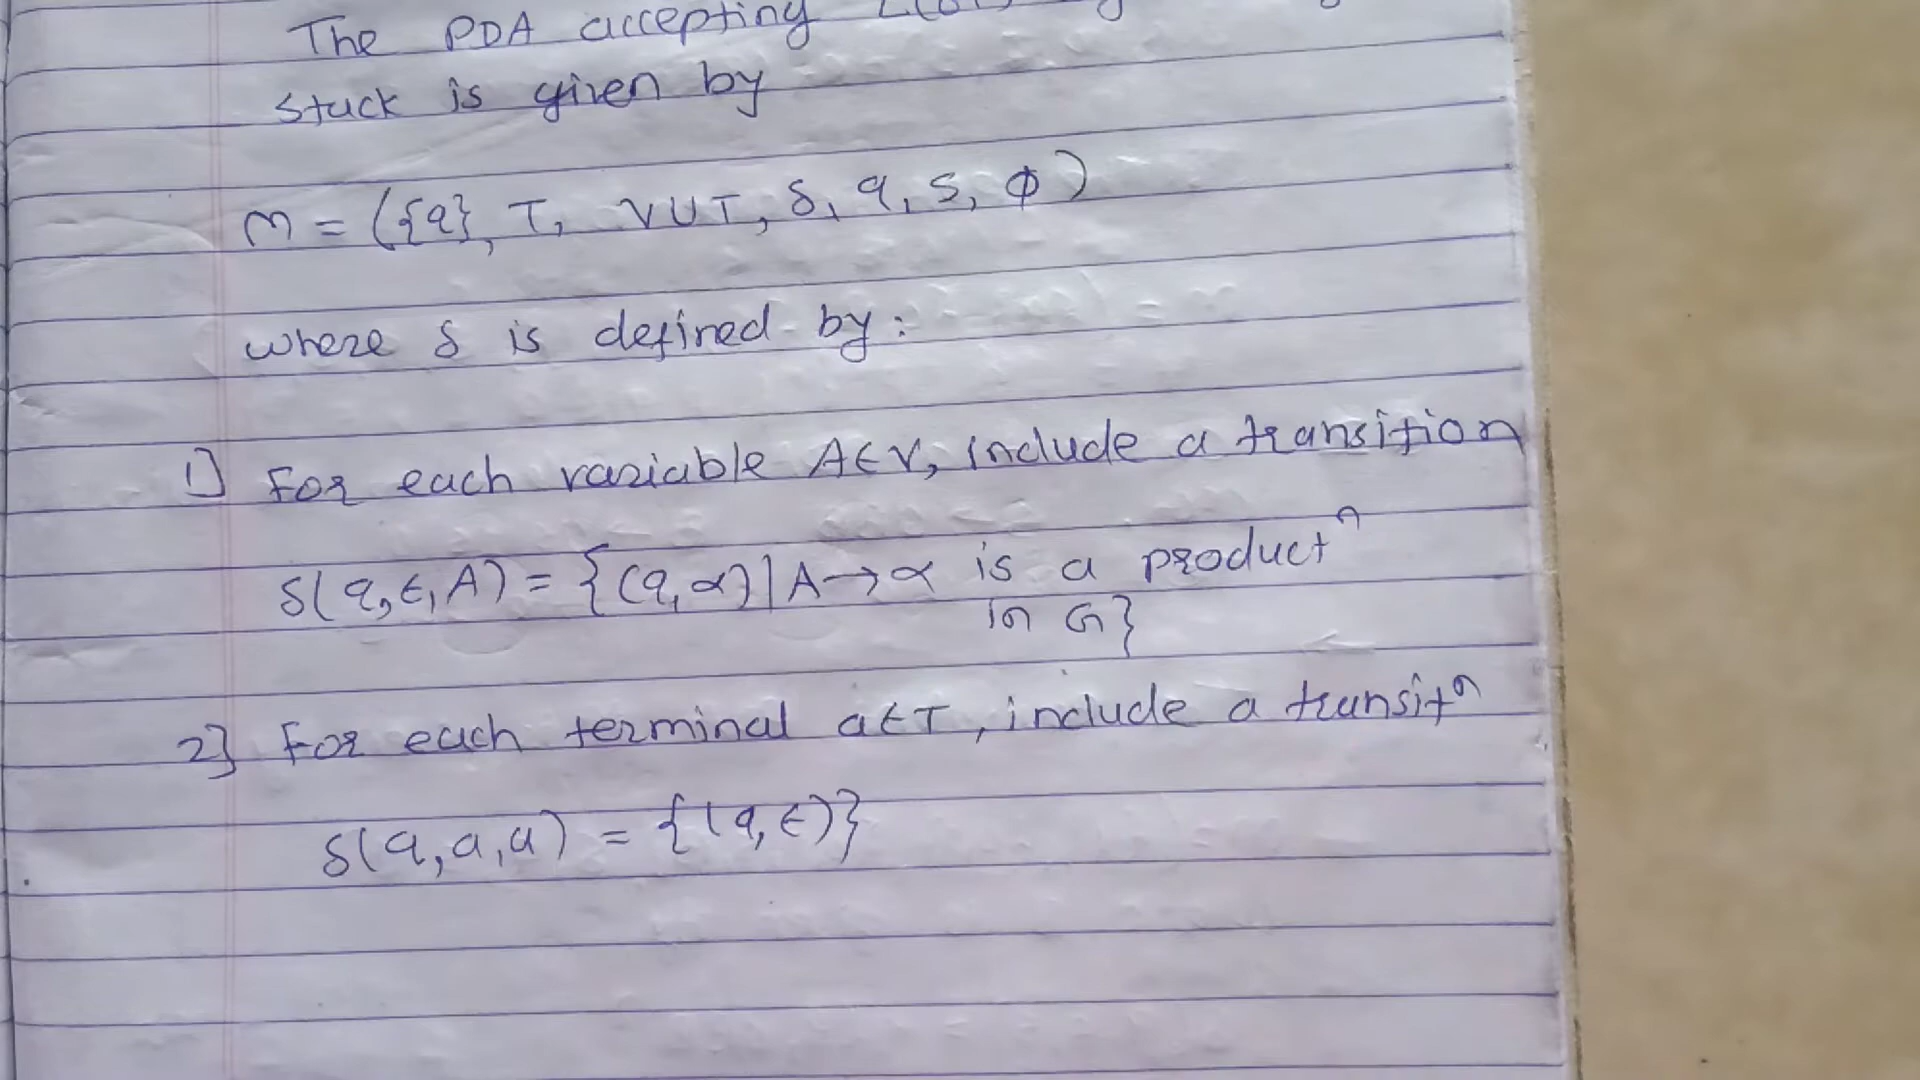 The PDA accepting
stack is given by
M = ({q}, T, VUT, δ, q, S, ϕ)
where δ is defined by:
1] For each variable A∈V, include a transition
δ(q,ϵ,A) = {(q,α)|A→α is a productⁿ
in G}
2] For each terminal a∈T, include a transitⁿ
δ(q,a,a) = {(q,ϵ)}